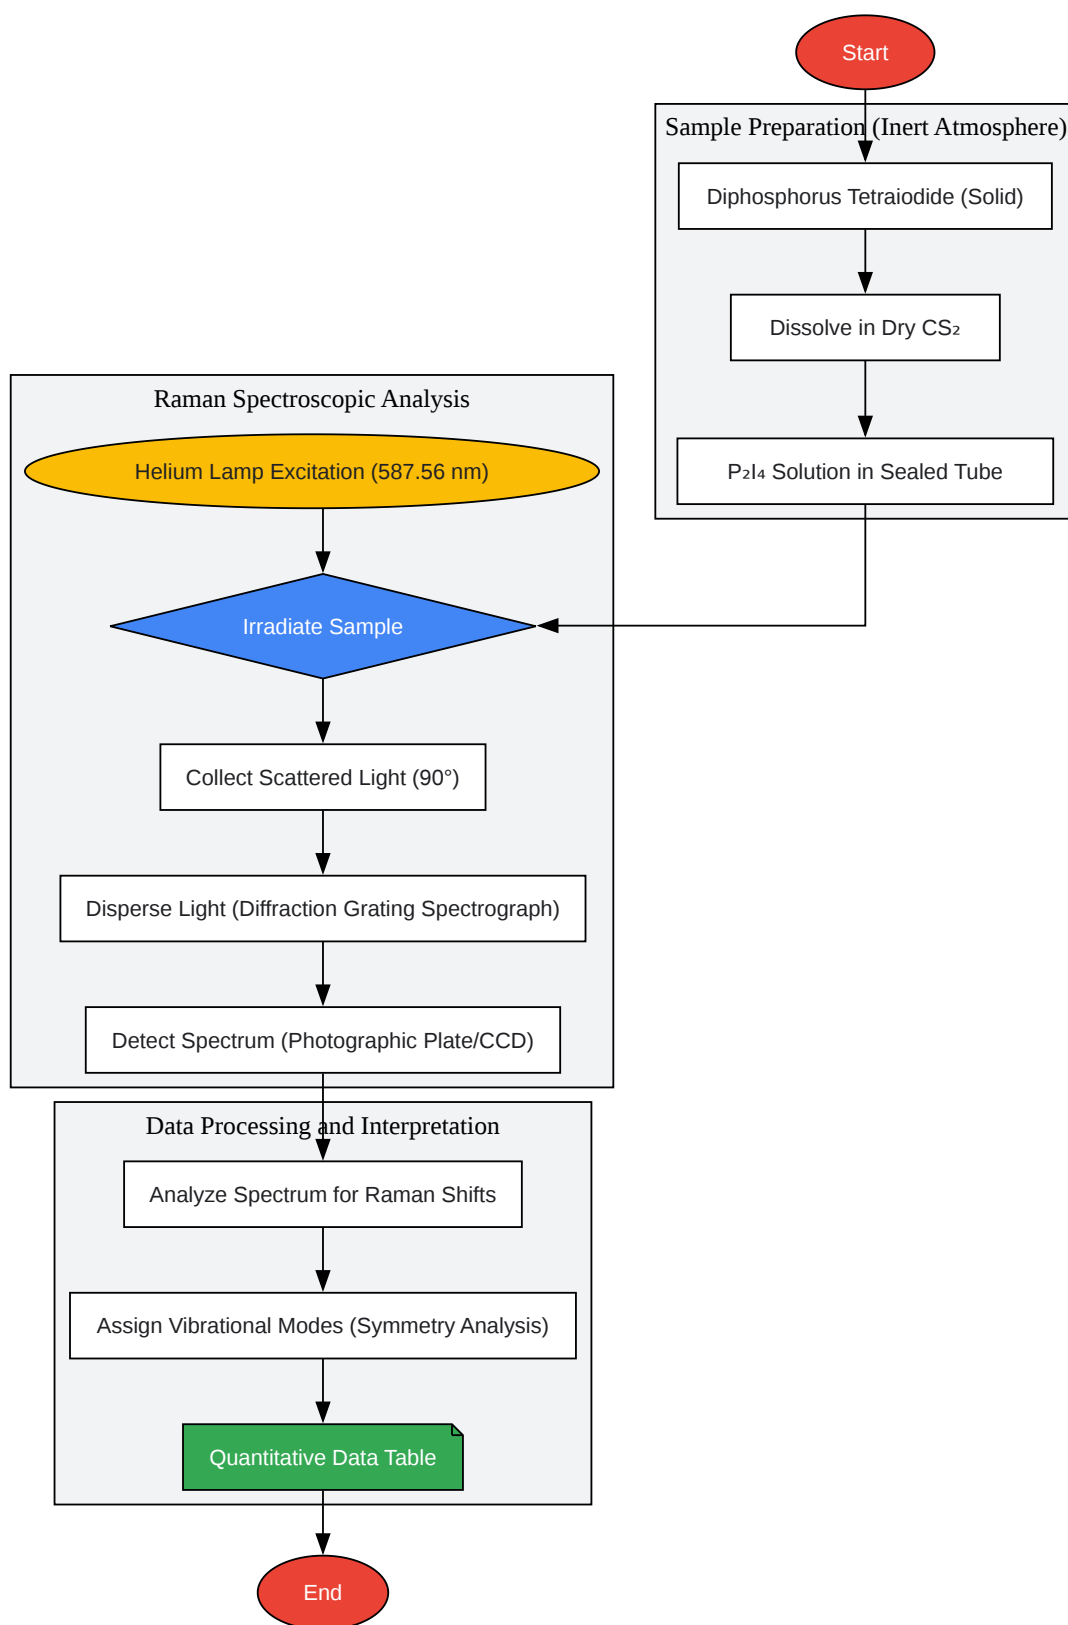 Start
Sample Preparation (Inert Atmosphere)
Diphosphorus Tetraiodide (Solid)
Dissolve in Dry CS₂
P₂I₄ Solution in Sealed Tube
Raman Spectroscopic Analysis
Helium Lamp Excitation (587.56 nm)
Irradiate Sample
Collect Scattered Light (90°)
Disperse Light (Diffraction Grating Spectrograph)
Detect Spectrum (Photographic Plate/CCD)
Data Processing and Interpretation
Analyze Spectrum for Raman Shifts
Assign Vibrational Modes (Symmetry Analysis)
Quantitative Data Table
End